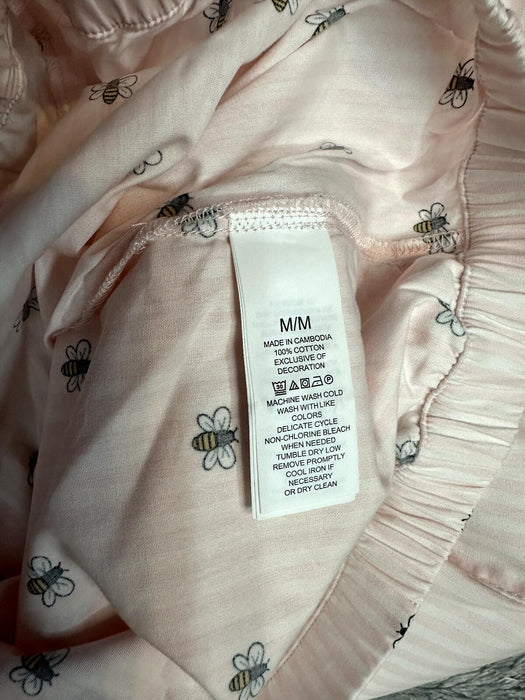 M/M
MADE IN CAMBODIA
100% COTTON
EXCLUSIVE OF
DECORATION
30 P
MACHINE WASH COLD
WASH WITH LIKE
COLORS
DELICATE CYCLE
NON-CHLORINE BLEACH
WHEN NEEDED
TUMBLE DRY LOW
REMOVE PROMPTLY
COOL IRON IF
NECESSARY
OR DRY CLEAN